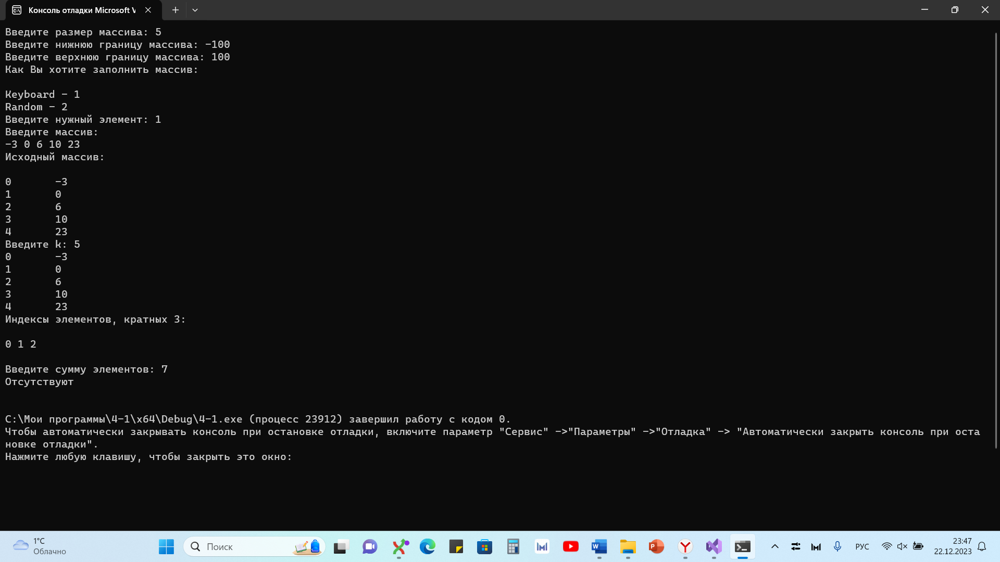 Консоль отладки Microsoft V
Введите размер массива: 5
Введите нижнюю границу массива: -100
Введите верхнюю границу массива: 100
Как Вы хотите заполнить массив:
Keyboard - 1
Random - 2
Введите нужный элемент: 1
Введите массив:
-3 0 6 10 23
Исходный массив:
0 -3
1 0
2 6
3 10
4 23
Введите k: 5
0 -3
1 0
2 6
3 10
4 23
Индексы элементов, кратных 3:
0 1 2
Введите сумму элементов: 7
Отсутствуют
C:\Мои программы\4-1\x64\Debug\4-1.exe (процесс 23912) завершил работу с кодом 0.
Чтобы автоматически закрывать консоль при остановке отладки, включите параметр "Сервис" ->"Параметры" ->"Отладка" -> "Автоматически закрыть консоль при оста
новке отладки".
Нажмите любую клавишу, чтобы закрыть это окно:
1°C
Облачно
Поиск
РУС
23:47
22.12.2023